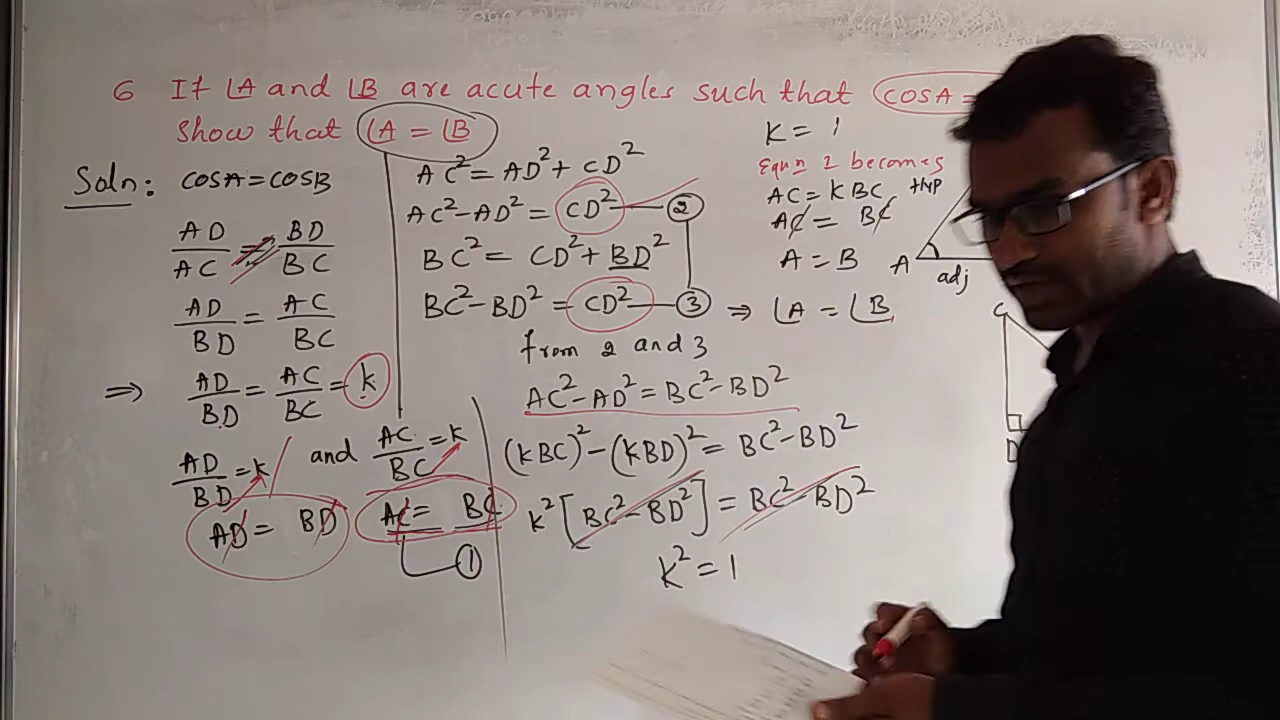 6 If ∠A and ∠B are acute angles such that cosA =
Show that ∠A = ∠B
Soln: cosA = cosB
AD/AC = BD/BC
AD/BD = AC/BC
⇒ AD/BD = AC/BC = k
AD/BD = k and AC/BC = k
AD = BD
AC = BC
1
AC² = AD² + CD²
AC² - AD² = CD² — 2
BC² = CD² + BD²
BC² - BD² = CD² — 3
from 2 and 3
AC² - AD² = BC² - BD²
(kBC)² - (kBD)² = BC² - BD²
k² [BC² - BD²] = BC² - BD²
k² = 1
K = 1
Equn 1 becomes
AC = K BC
AC = BC
A = B
⇒ ∠A = ∠B
Hyp
A
adj
C
D